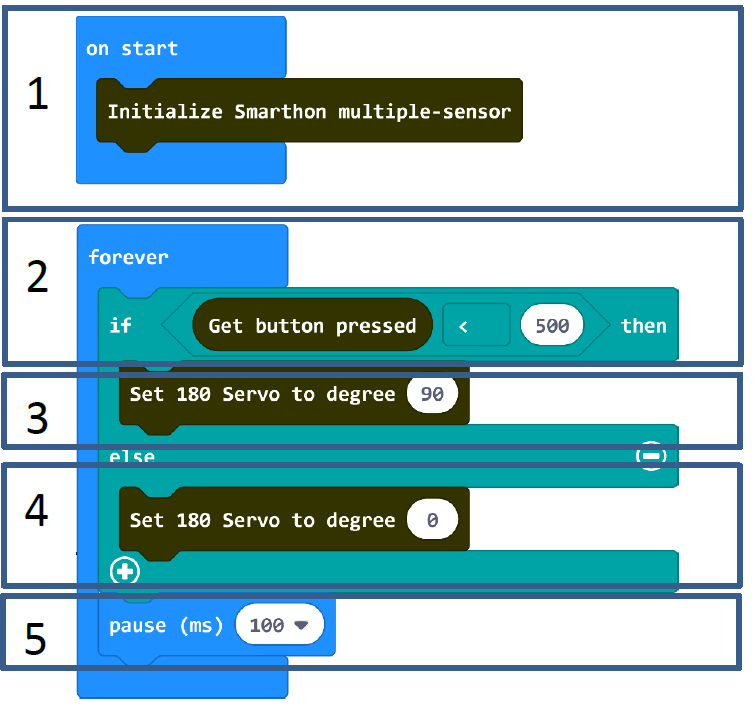 1
on start
Initialize Smarthon multiple-sensor
2
forever
if Get button pressed < 500 then
3
Set 180 Servo to degree 90
else
4
Set 180 Servo to degree 0
5
pause (ms) 100